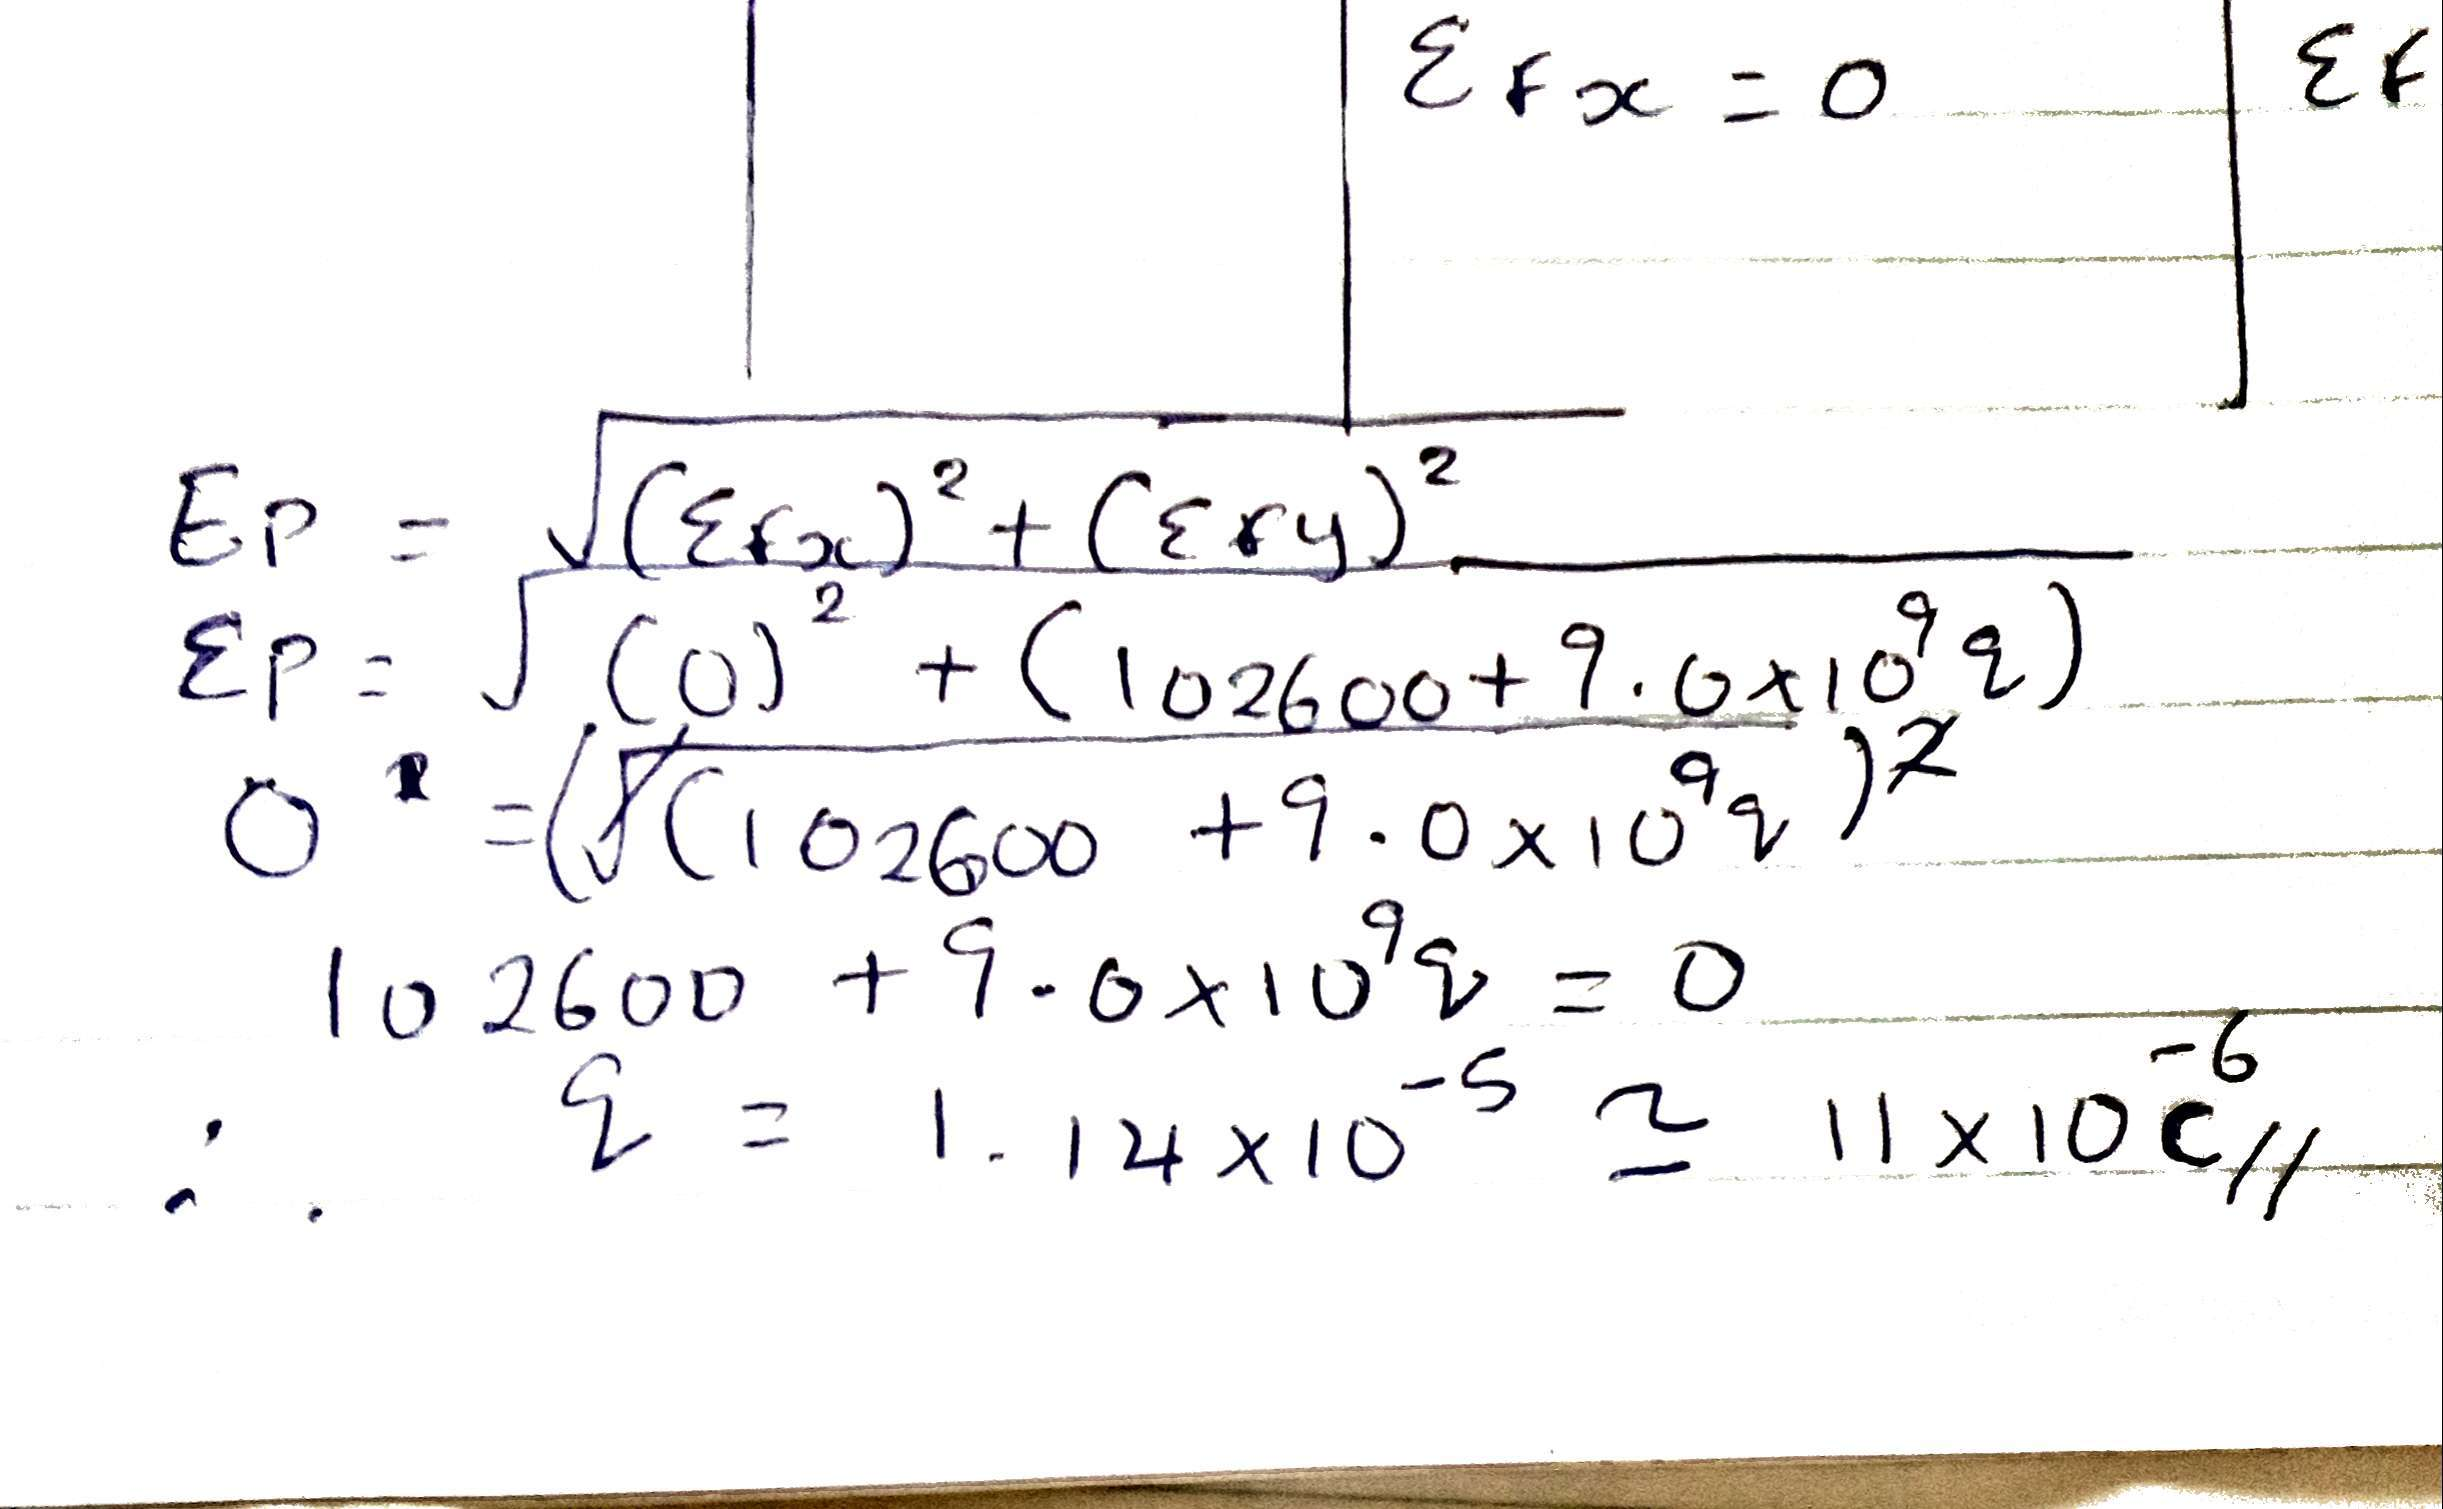 Σfx = 0
Σf
Ep = √(Σfx)² + (Σfy)²
Ep = √(0)² + (102600 + 9.0x10⁹q)
0² = (√(102600 + 9.0x10⁹q)²
102600 + 9.0x10⁹q = 0
∴ q = 1.14x10⁻⁵ ≃ 11x10⁻⁶C//